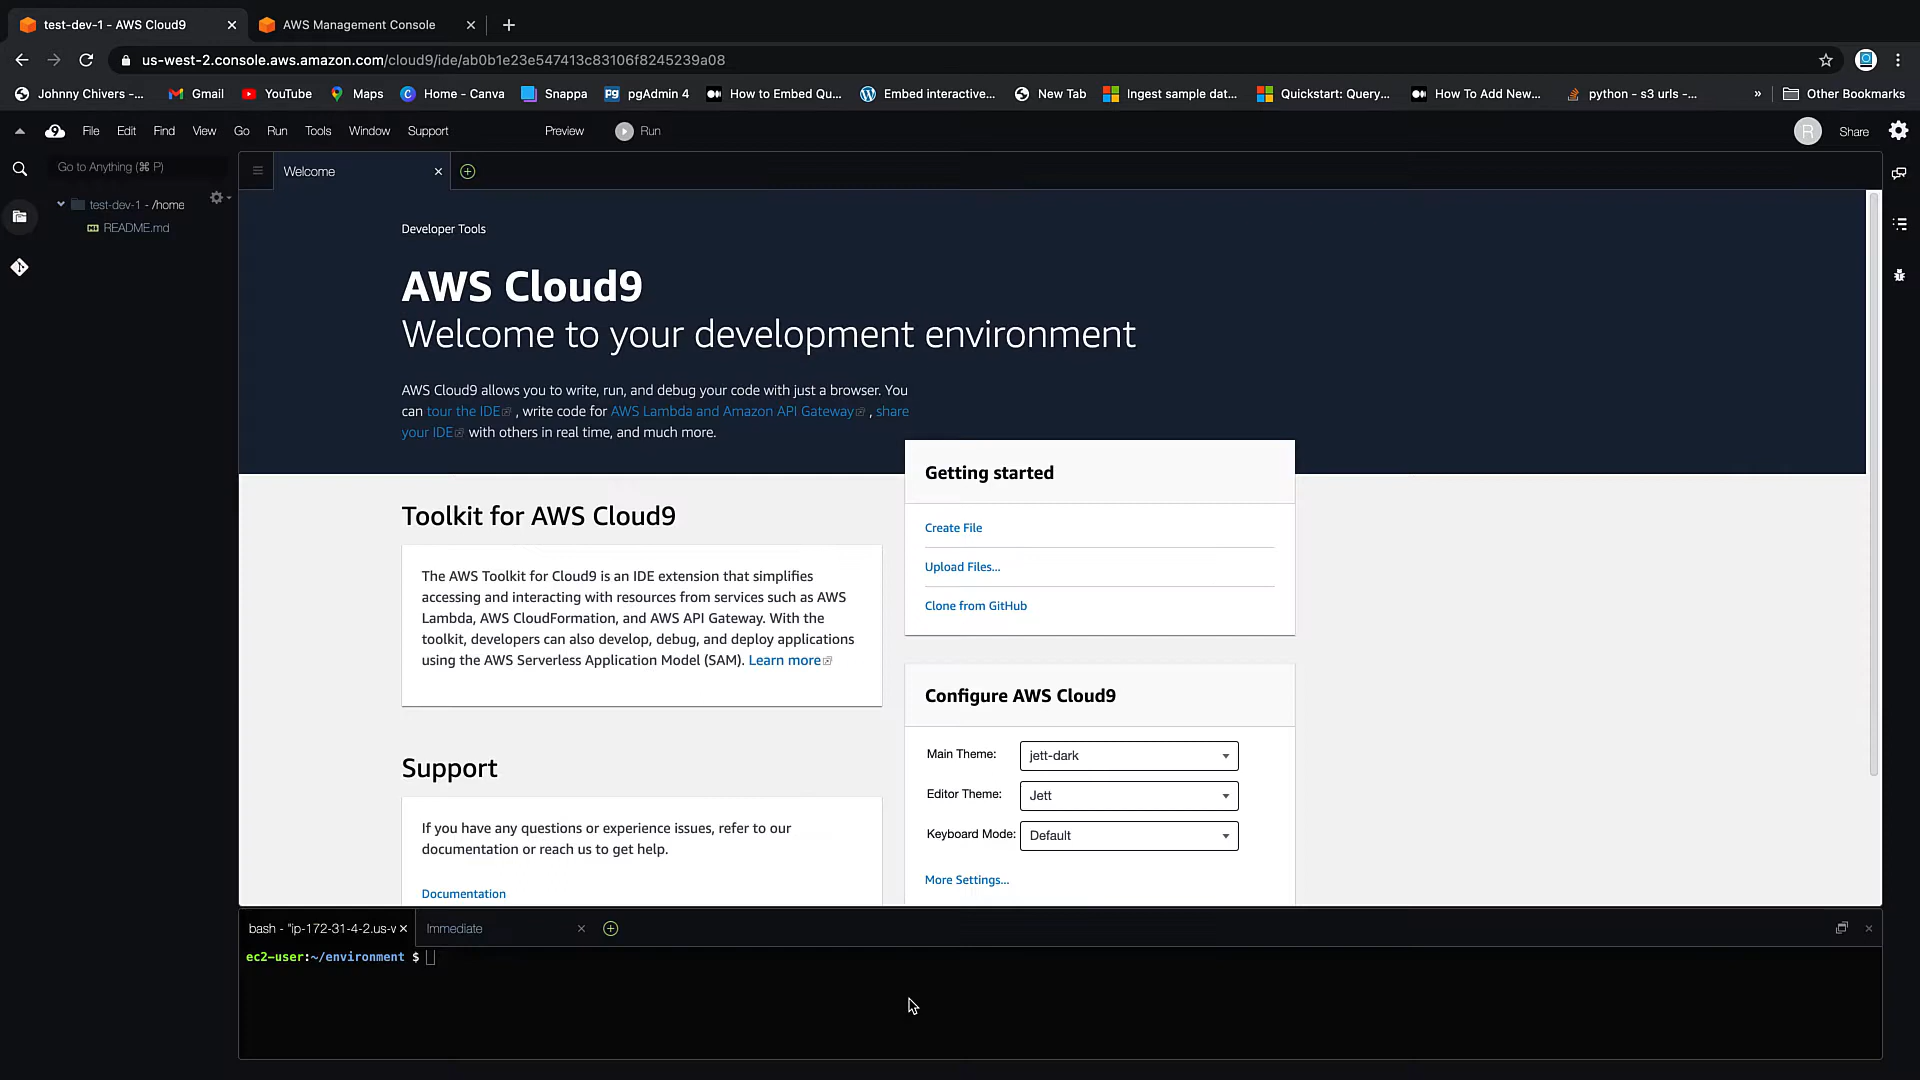 test-dev-1 - AWS Cloud9
AWS Management Console
us-west-2.console.aws.amazon.com/cloud9/ide/ab0b1e23e547413c83106f8245239a08
Johnny Chivers -...
Gmail
YouTube
Maps
Home - Canva
Snappa
pgAdmin 4
How to Embed Qu...
Embed interactive...
New Tab
Ingest sample dat...
Quickstart: Query,...
How To Add New...
python - s3 urls -...
»
Other Bookmarks
9
File
Edit
Find
View
Go
Run
Tools
Window
Support
Preview
Run
R
Share
Go to Anything (⌘ P)
Welcome
test-dev-1 - /home
README.md
Developer Tools
AWS Cloud9
Welcome to your development environment
AWS Cloud9 allows you to write, run, and debug your code with just a browser. You
can tour the IDE , write code for AWS Lambda and Amazon API Gateway , share
your IDE with others in real time, and much more.
Getting started
Create File
Upload Files...
Clone from GitHub
Toolkit for AWS Cloud9
The AWS Toolkit for Cloud9 is an IDE extension that simplifies
accessing and interacting with resources from services such as AWS
Lambda, AWS CloudFormation, and AWS API Gateway. With the
toolkit, developers can also develop, debug, and deploy applications
using the AWS Serverless Application Model (SAM). Learn more
Configure AWS Cloud9
Main Theme: jett-dark
Editor Theme: Jett
Keyboard Mode: Default
More Settings...
Support
If you have any questions or experience issues, refer to our
documentation or reach us to get help.
Documentation
bash - "ip-172-31-4-2.us-w
Immediate
ec2-user:~/environment $